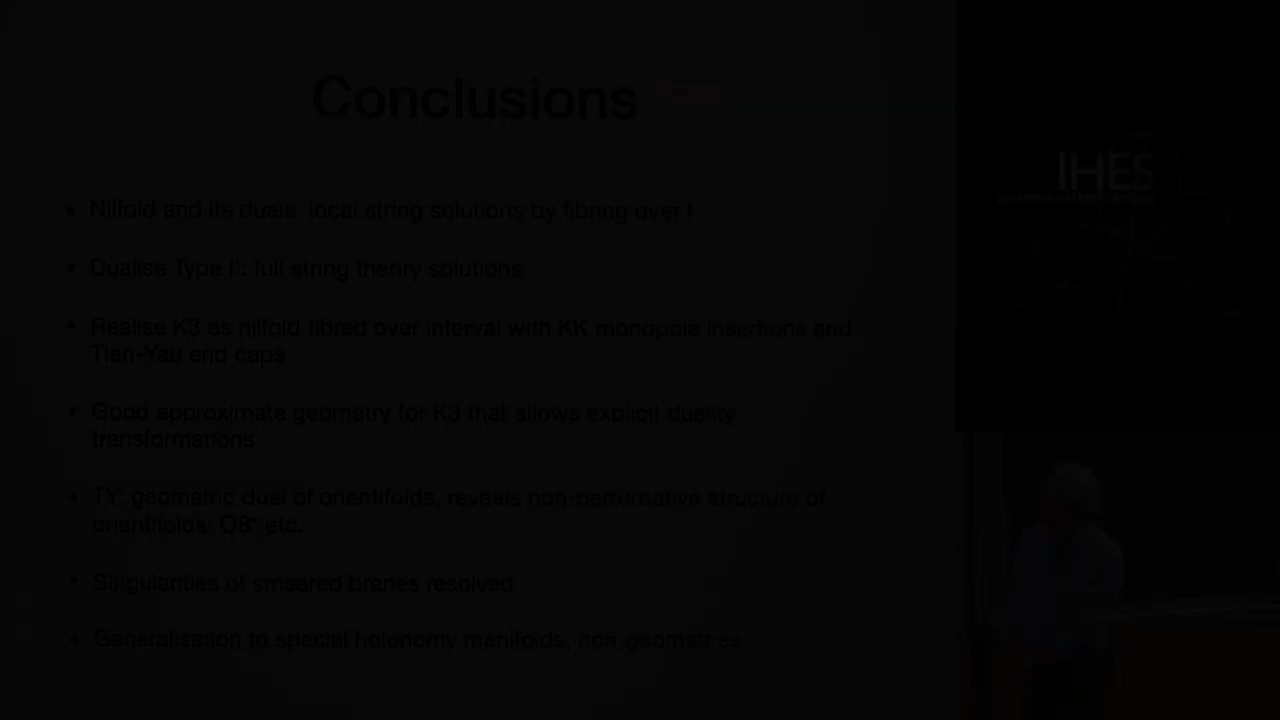 Conclusions
IHES
• Nilfold and its duals: local string solutions by fibring over I
• Dualise Type I': full string theory solutions
• Realise K3 as nilfold fibred over interval with KK monopole insertions and
Tian-Yau end caps
• Good approximate geometry for K3 that allows explicit duality
transformations
• TY: geometric dual of orientifolds, reveals non-perturbative structure of
orientifolds: O8* etc.
• Singularities of smeared branes resolved
• Generalisation to special holonomy manifolds, non-geometries